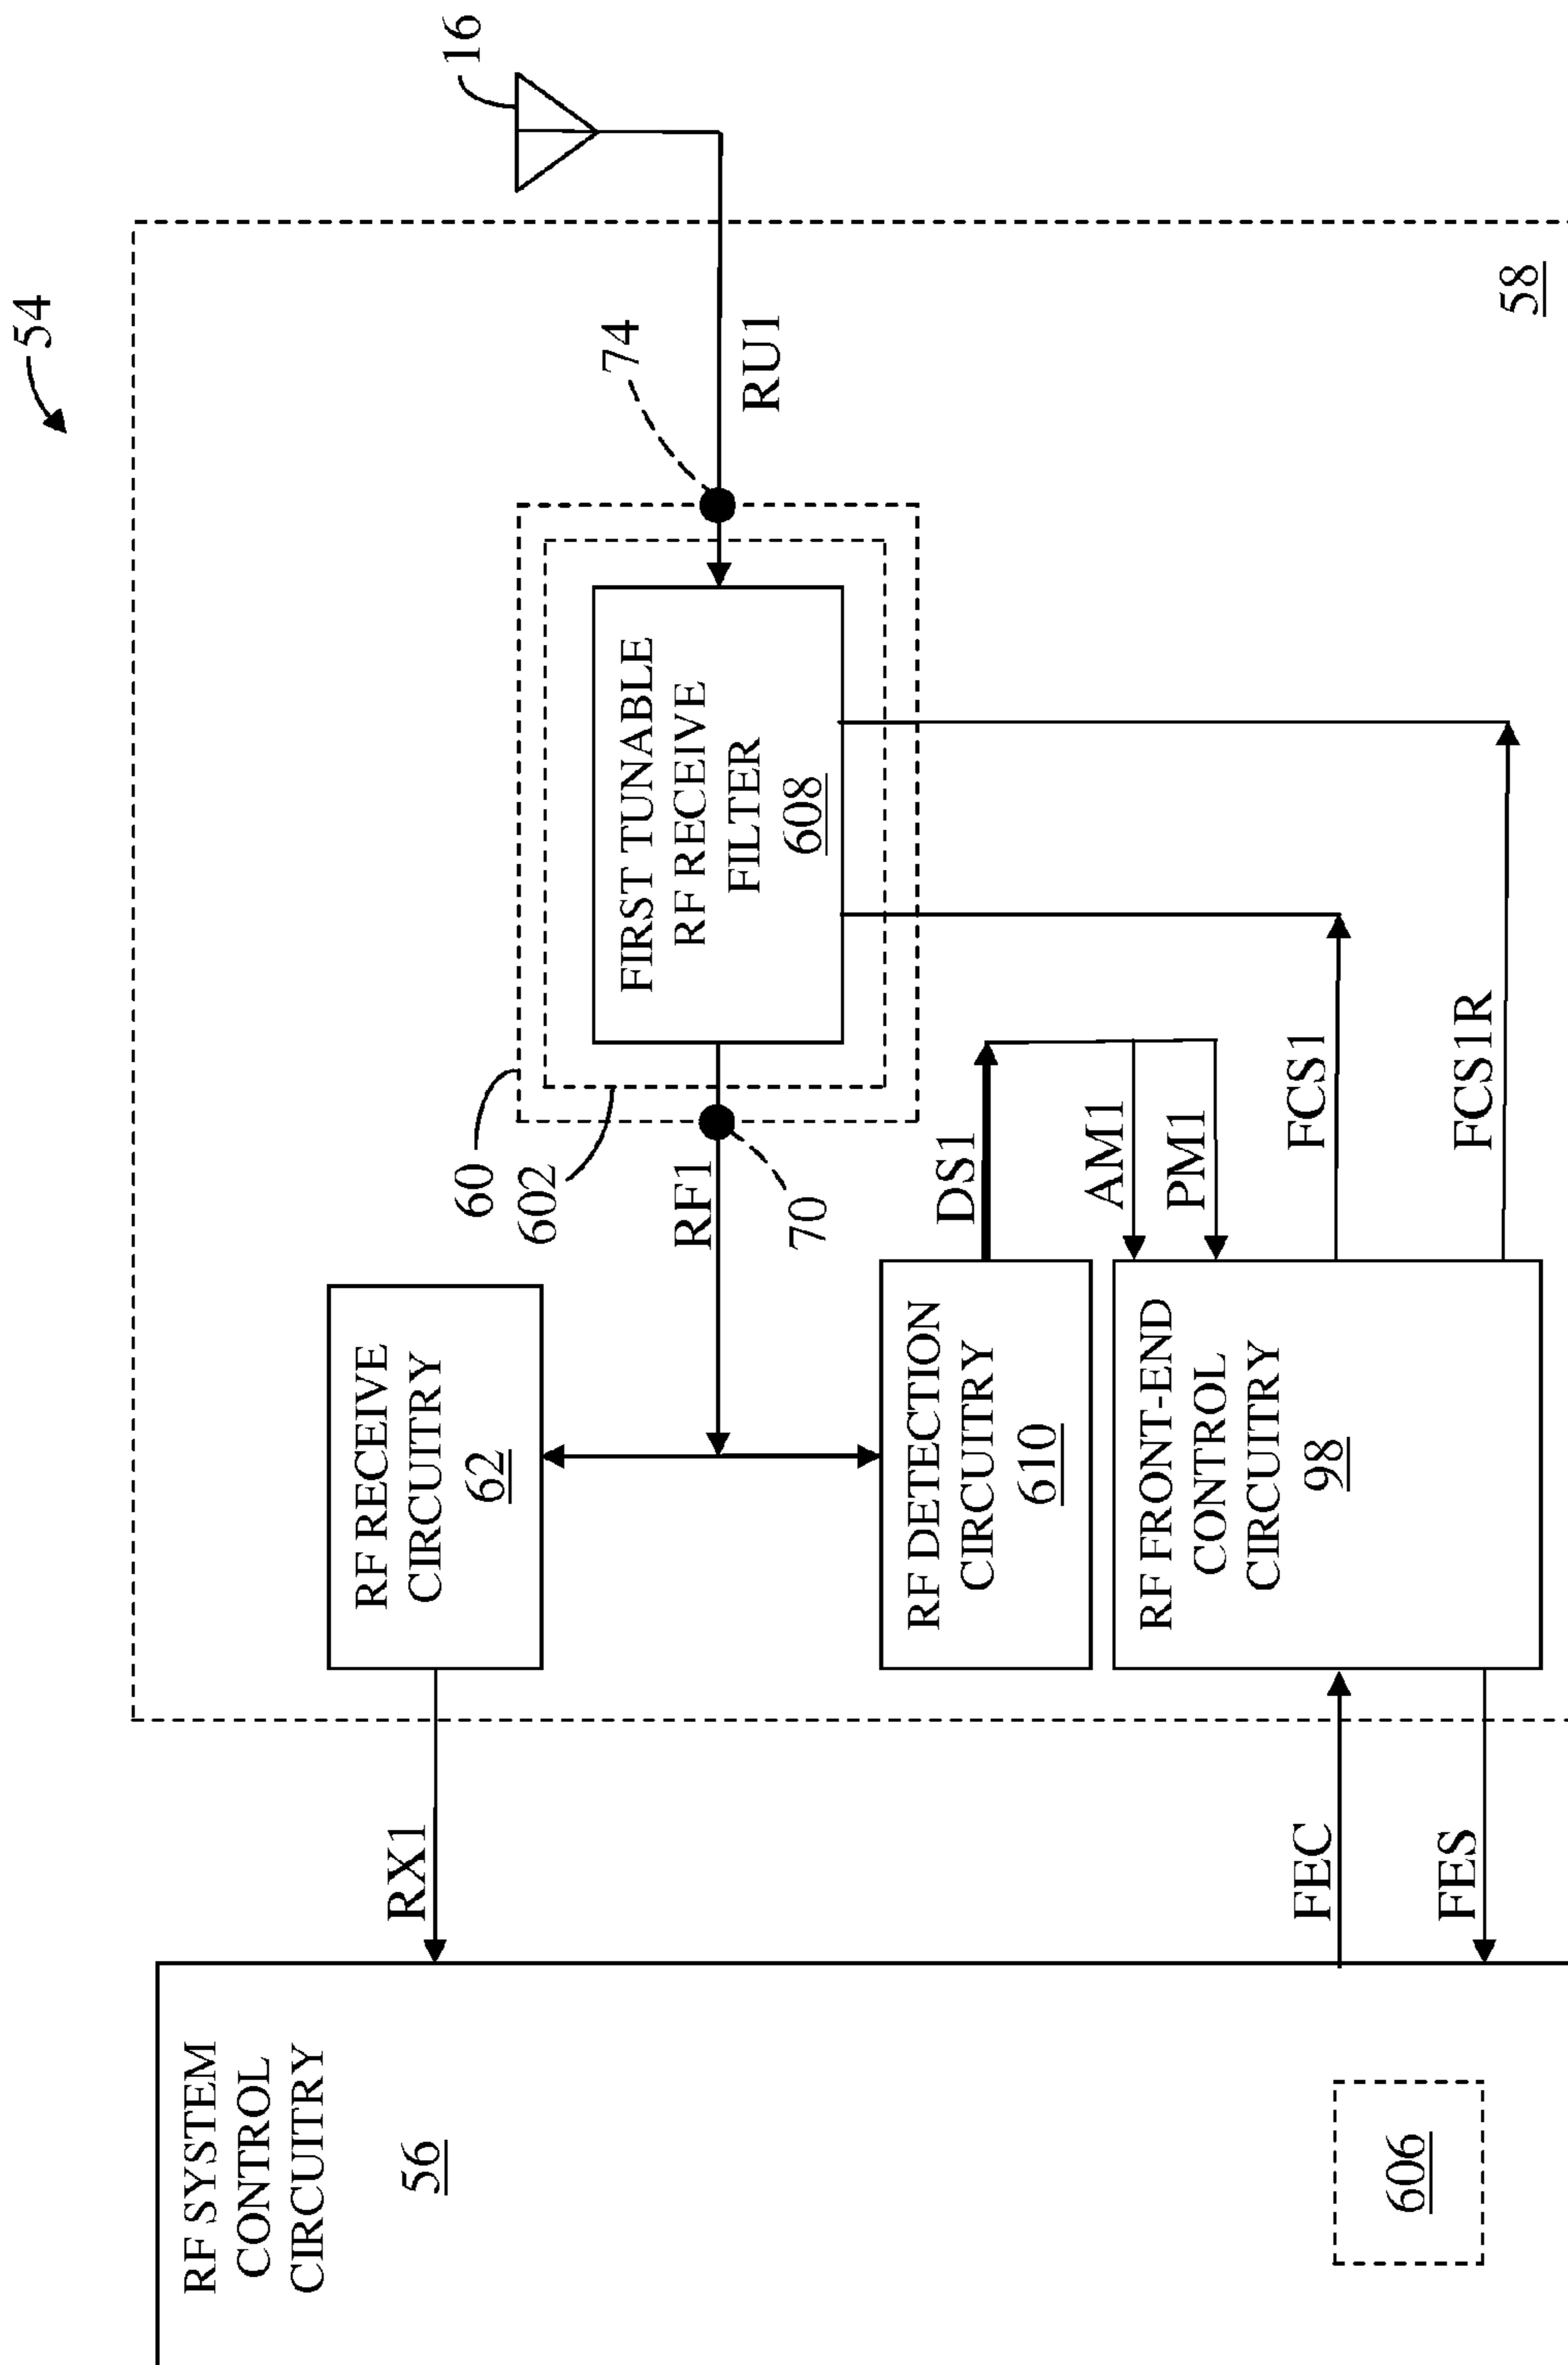 54
RF SYSTEM
CONTROL
CIRCUITRY
56
606
RX1
FEC
FES
RF RECEIVE
CIRCUITRY
62
RF DETECTION
CIRCUITRY
610
RF FRONT-END
CONTROL
CIRCUITRY
98
60
602
RF1
70
DS1
AM1
PM1
FCS1
FCS1R
FIRST TUNABLE
RF RECEIVE
FILTER
608
74
RU1
16
58